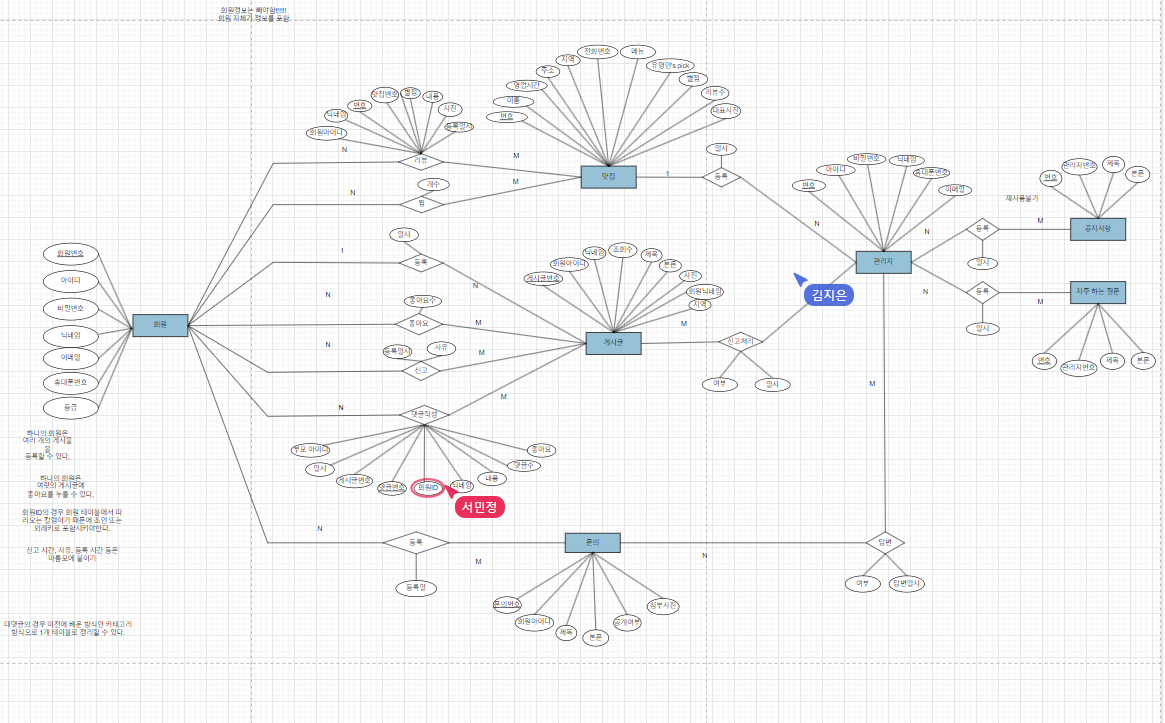 회원정보는 빼야함!!!!!!
회원 자체가 정보를 포함
전화번호
메뉴
지역
유명인's pick
주소
별점
영업시간
리뷰수
이름
대표사진
번호
맛집번호
별점
내용
번호
사진
닉네임
등록일시
회원아이디
N
리뷰
M
맛집
1
일시
등록
N
찜
개수
M
비밀번호
닉네임
아이디
휴대폰번호
번호
이메일
N
관리자
관리자번호
제목
번호
본문
재사용불가
등록
M
공지사항
일시
N
등록
M
자주 하는 질문
일시
번호
관리자번호
제목
본문
김지은
회원번호
아이디
비밀번호
닉네임
이메일
휴대폰번호
등급
회원
일시
1
등록
N
N
좋아요수
좋아요
M
N
등록일시
사유
신고
M
닉네임
조회수
제목
회원아이디
본문
게시글번호
사진
회원닉네임
지역
게시글
M
신고처리
여부
일시
M
N
댓글작성
M
부모 아이디
일시
게시글번호
댓글번호
회원ID
닉네임
내용
댓글수
좋아요
서민정
하나의 회원은
여러 개의 게시물
을
등록할 수 있다.
하나의 회원은
여럿의 게시글에
좋아요를 누를 수 있다.
회원ID의 경우 회원 테이블에서 따
라오는 칼럼이기 때문에 조인 또는
외래키로 포함시키야한다.
신고 시간, 사유, 등록 시간 등은
마름모에 붙이기
대댓글의 경우 이전에 배운 방식인 카테고리
방식으로 1개 테이블로 정리할 수 있다.
N
등록
M
등록일
문의
N
답변
여부
답변일시
문의번호
회원아이디
제목
본문
공개여부
첨부사진